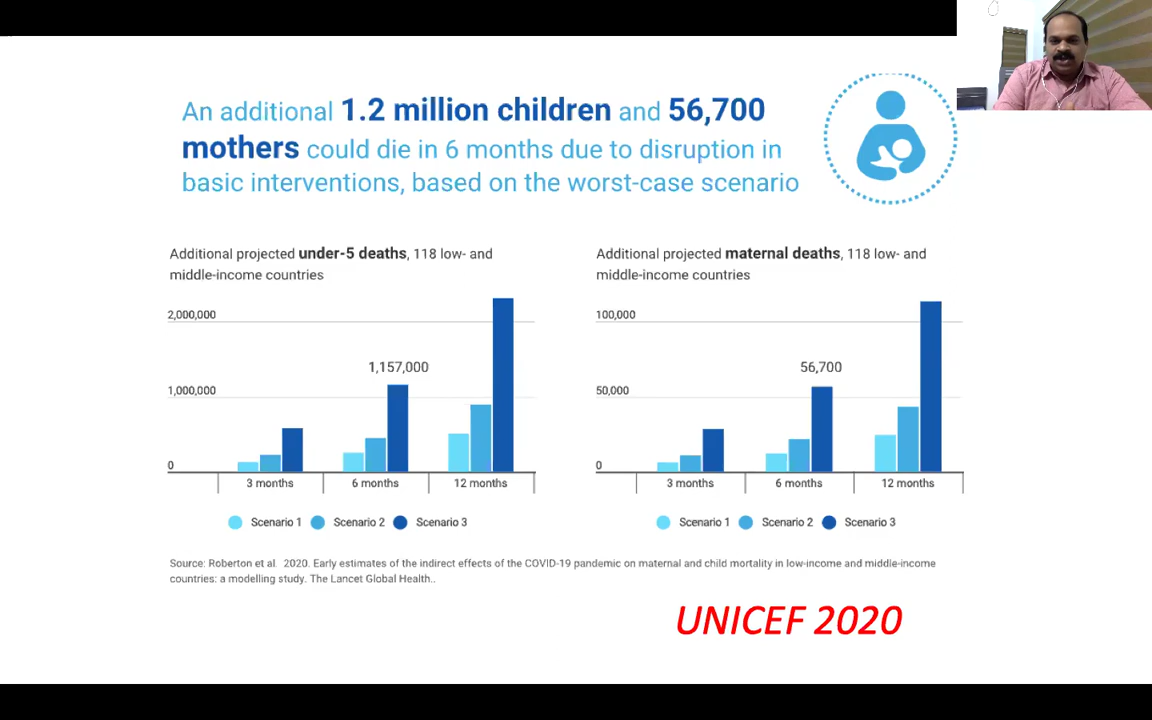 An additional 1.2 million children and 56,700
mothers could die in 6 months due to disruption in
basic interventions, based on the worst-case scenario
Additional projected under-5 deaths, 118 low- and
middle-income countries
2,000,000
1,157,000
1,000,000
0
3 months
6 months
12 months
Scenario 1
Scenario 2
Scenario 3
Additional projected maternal deaths, 118 low- and
middle-income countries
100,000
56,700
50,000
0
3 months
6 months
12 months
Scenario 1
Scenario 2
Scenario 3
Source: Roberton et al. 2020. Early estimates of the indirect effects of the COVID-19 pandemic on maternal and child mortality in low-income and middle-income
countries: a modelling study. The Lancet Global Health..
UNICEF 2020